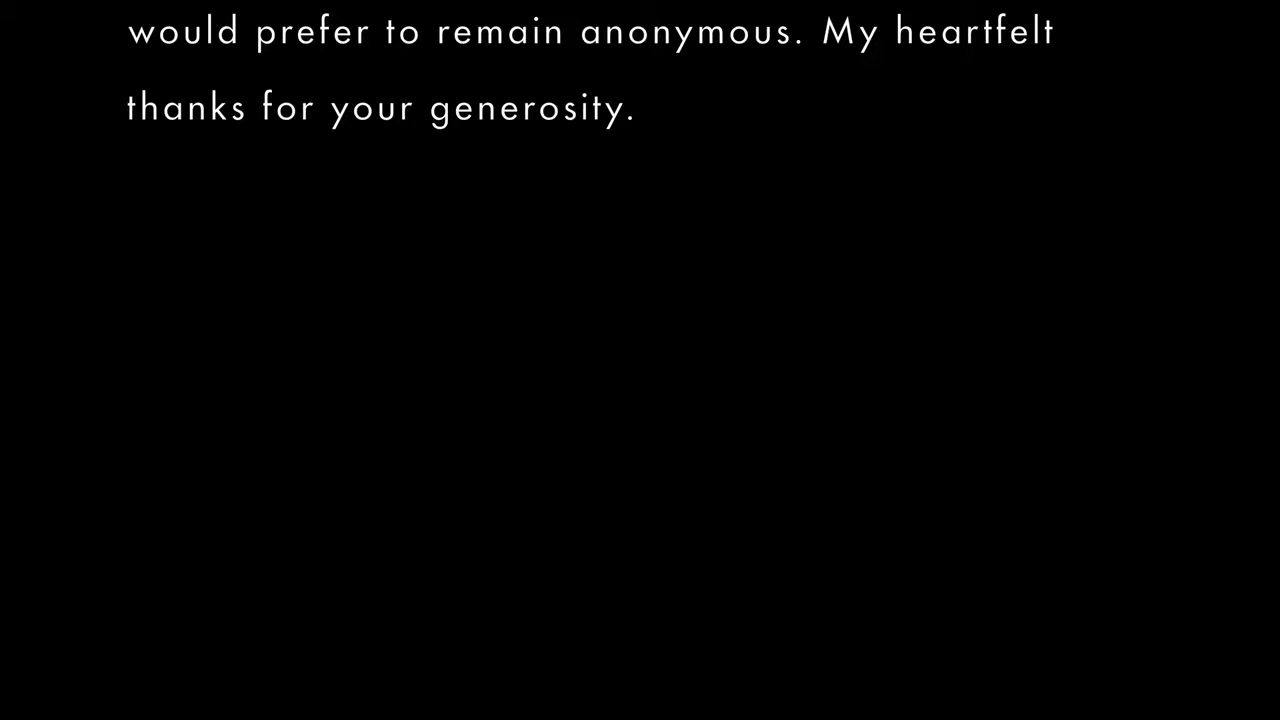 would prefer to remain anonymous. My heartfelt
thanks for your generosity.